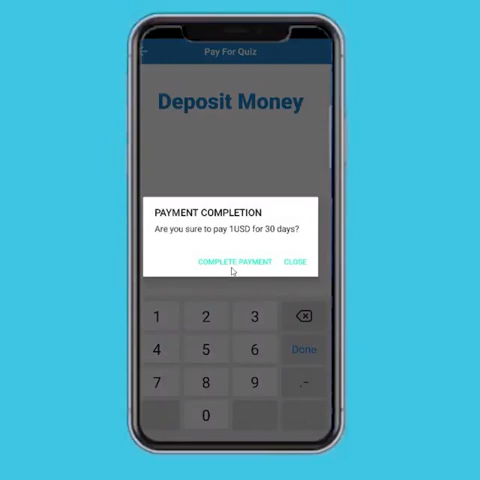 Pay For Quiz
Deposit Money
PAYMENT COMPLETION
Are you sure to pay 1USD for 30 days?
COMPLETE PAYMENT CLOSE
1 2 3
4 5 6 Done
7 8 9 .-
0